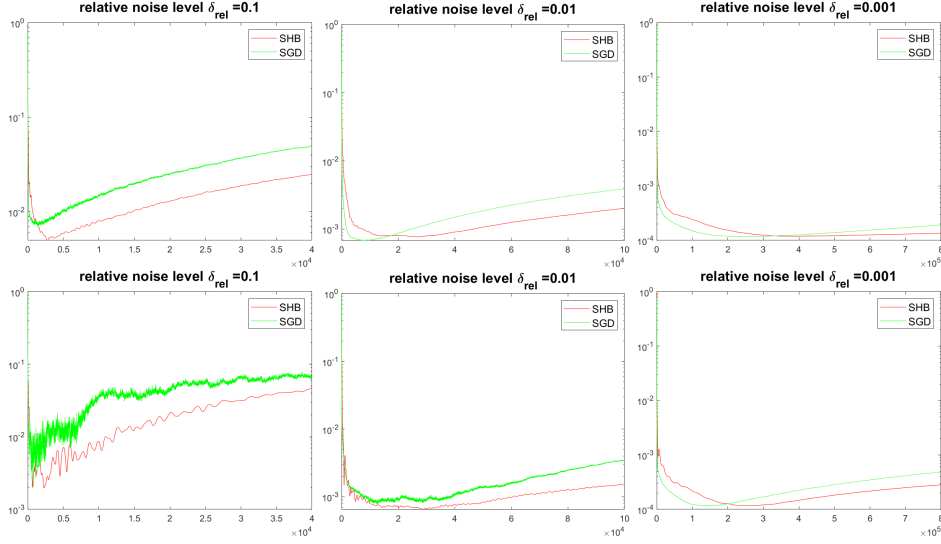 relative noise level δrel =0.1
10^0
10^-1
10^-2
SHB
SGD
0 0.5 1 1.5 2 2.5 3 3.5 4
×10^4
relative noise level δrel =0.01
10^0
10^-1
10^-2
10^-3
SHB
SGD
0 2 4 6 8 10
×10^4
relative noise level δrel =0.001
10^0
10^-1
10^-2
10^-3
10^-4
SHB
SGD
0 1 2 3 4 5 6 7 8
×10^5
relative noise level δrel =0.1
10^0
10^-1
10^-2
10^-3
SHB
SGD
0 0.5 1 1.5 2 2.5 3 3.5 4
×10^4
relative noise level δrel =0.01
10^0
10^-1
10^-2
10^-3
SHB
SGD
0 2 4 6 8 10
×10^4
relative noise level δrel =0.001
10^0
10^-1
10^-2
10^-3
10^-4
SHB
SGD
0 1 2 3 4 5 6 7 8
×10^5